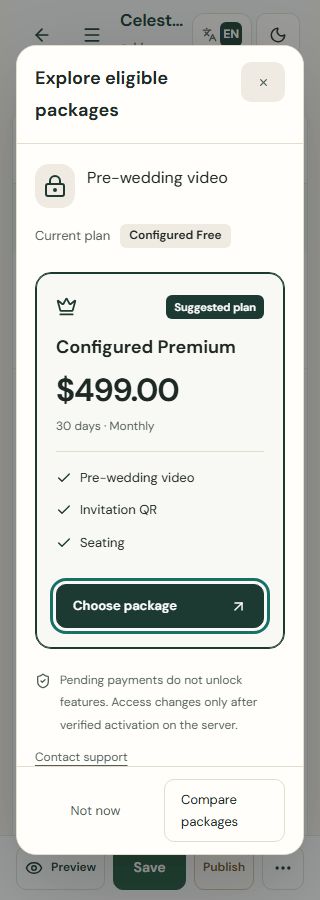 Celest...
EN
Explore eligible
packages
×
Pre-wedding video
Current plan Configured Free
Suggested plan
Configured Premium
$499.00
30 days · Monthly
Pre-wedding video
Invitation QR
Seating
Choose package
Pending payments do not unlock
features. Access changes only after
verified activation on the server.
Contact support
Not now
Compare
packages
Preview Save Publish